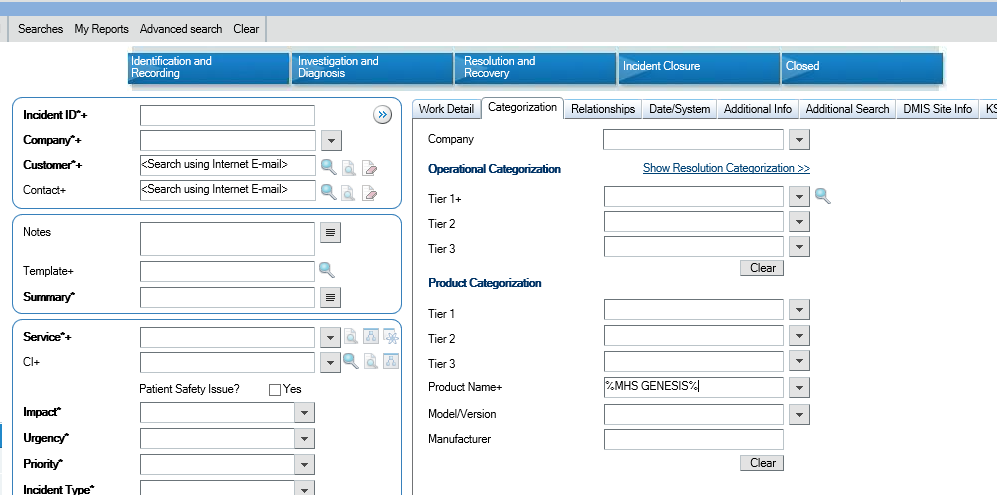 Searches My Reports Advanced search Clear
Identification and Recording
Investigation and Diagnosis
Resolution and Recovery
Incident Closure
Closed
Incident ID*+
Company*+
Customer*+ <Search using Internet E-mail>
Contact+ <Search using Internet E-mail>
Notes
Template+
Summary*
Service*+
CI+
Patient Safety Issue? Yes
Impact*
Urgency*
Priority*
Incident Type*
Work Detail Categorization Relationships Date/System Additional Info Additional Search DMIS Site Info KS
Company
Operational Categorization Show Resolution Categorization >>
Tier 1+
Tier 2
Tier 3
Clear
Product Categorization
Tier 1
Tier 2
Tier 3
Product Name+ %MHS GENESIS%
Model/Version
Manufacturer
Clear